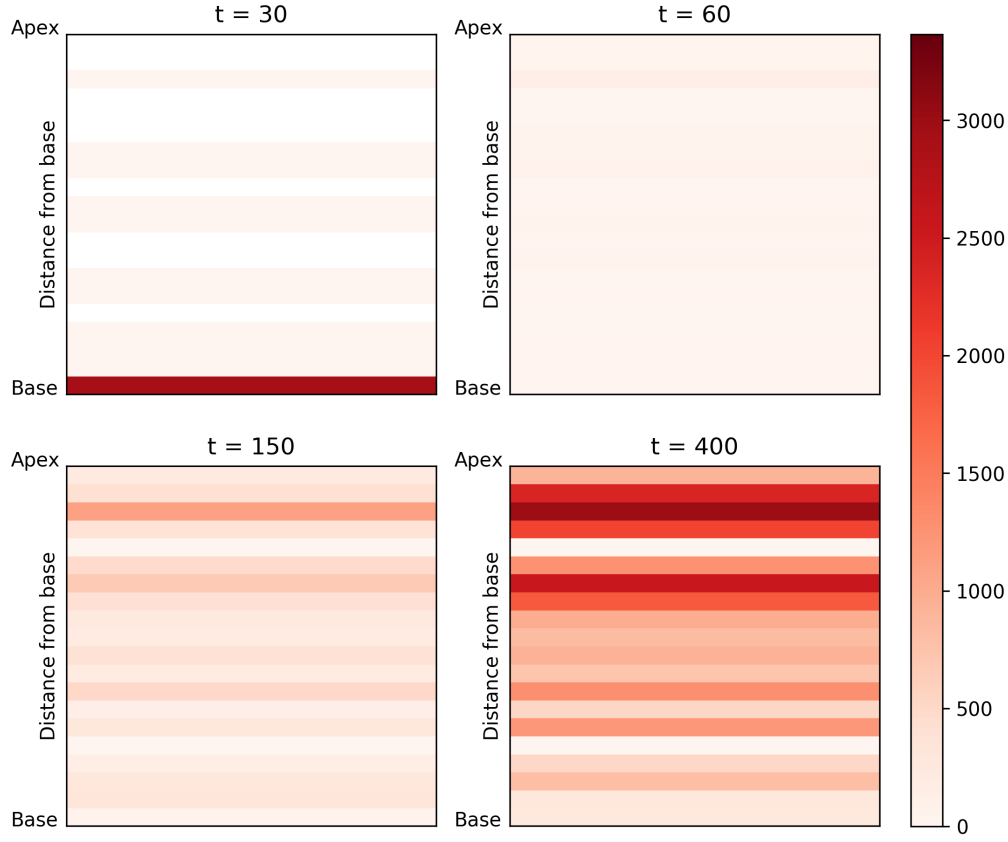 t = 30
Apex
Distance from base
Base
t = 60
Apex
Distance from base
Base
t = 150
Apex
Distance from base
Base
t = 400
Apex
Distance from base
Base
3000
2500
2000
1500
1000
500
0